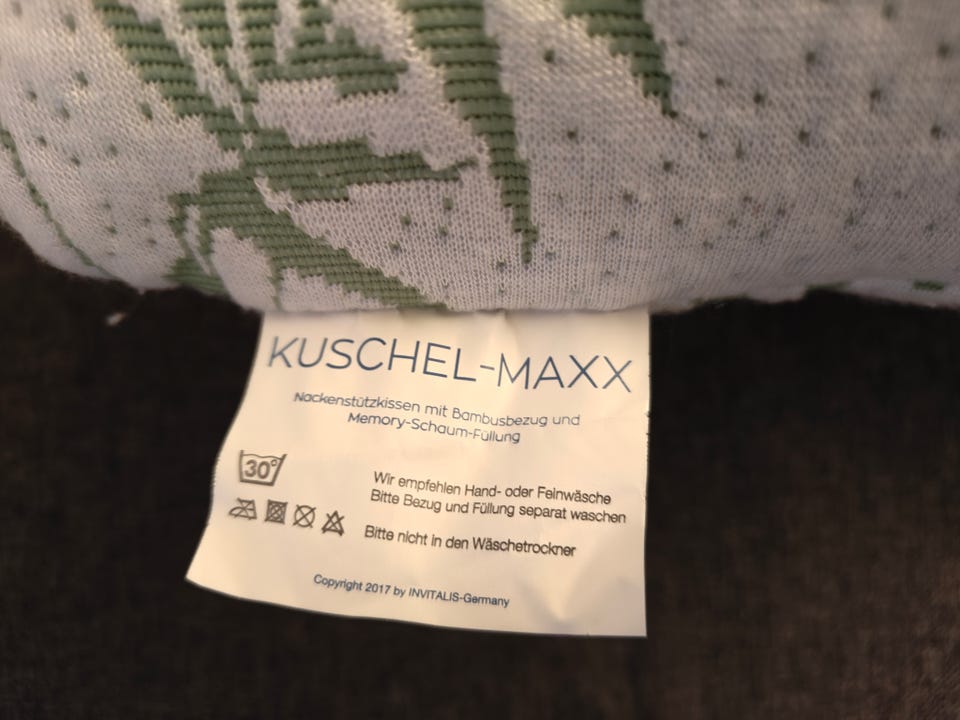 KUSCHEL-MAXX
Nackenstützkissen mit Bambusbezug und
Memory-Schaum-Füllung
30°
Wir empfehlen Hand- oder Feinwäsche
Bitte Bezug und Füllung separat waschen
Bitte nicht in den Wäschetrockner
Copyright 2017 by INVITALIS-Germany